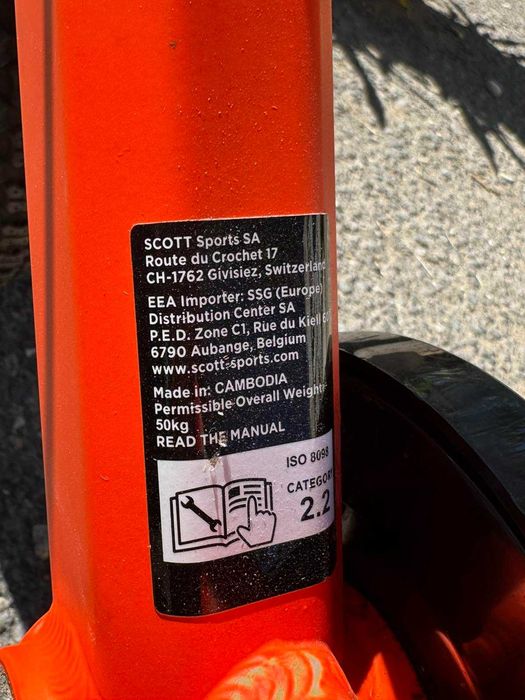 SCOTT Sports SA
Route du Crochet 17
CH-1762 Givisiez, Switzerland
EEA Importer: SSG (Europe)
Distribution Center SA
P.E.D. Zone C1, Rue du Kiell
6790 Aubange, Belgium
www.scott-sports.com
Made in: CAMBODIA
Permissible Overall Weight:
50kg
READ THE MANUAL
ISO 8098
CATEGORY
2.2